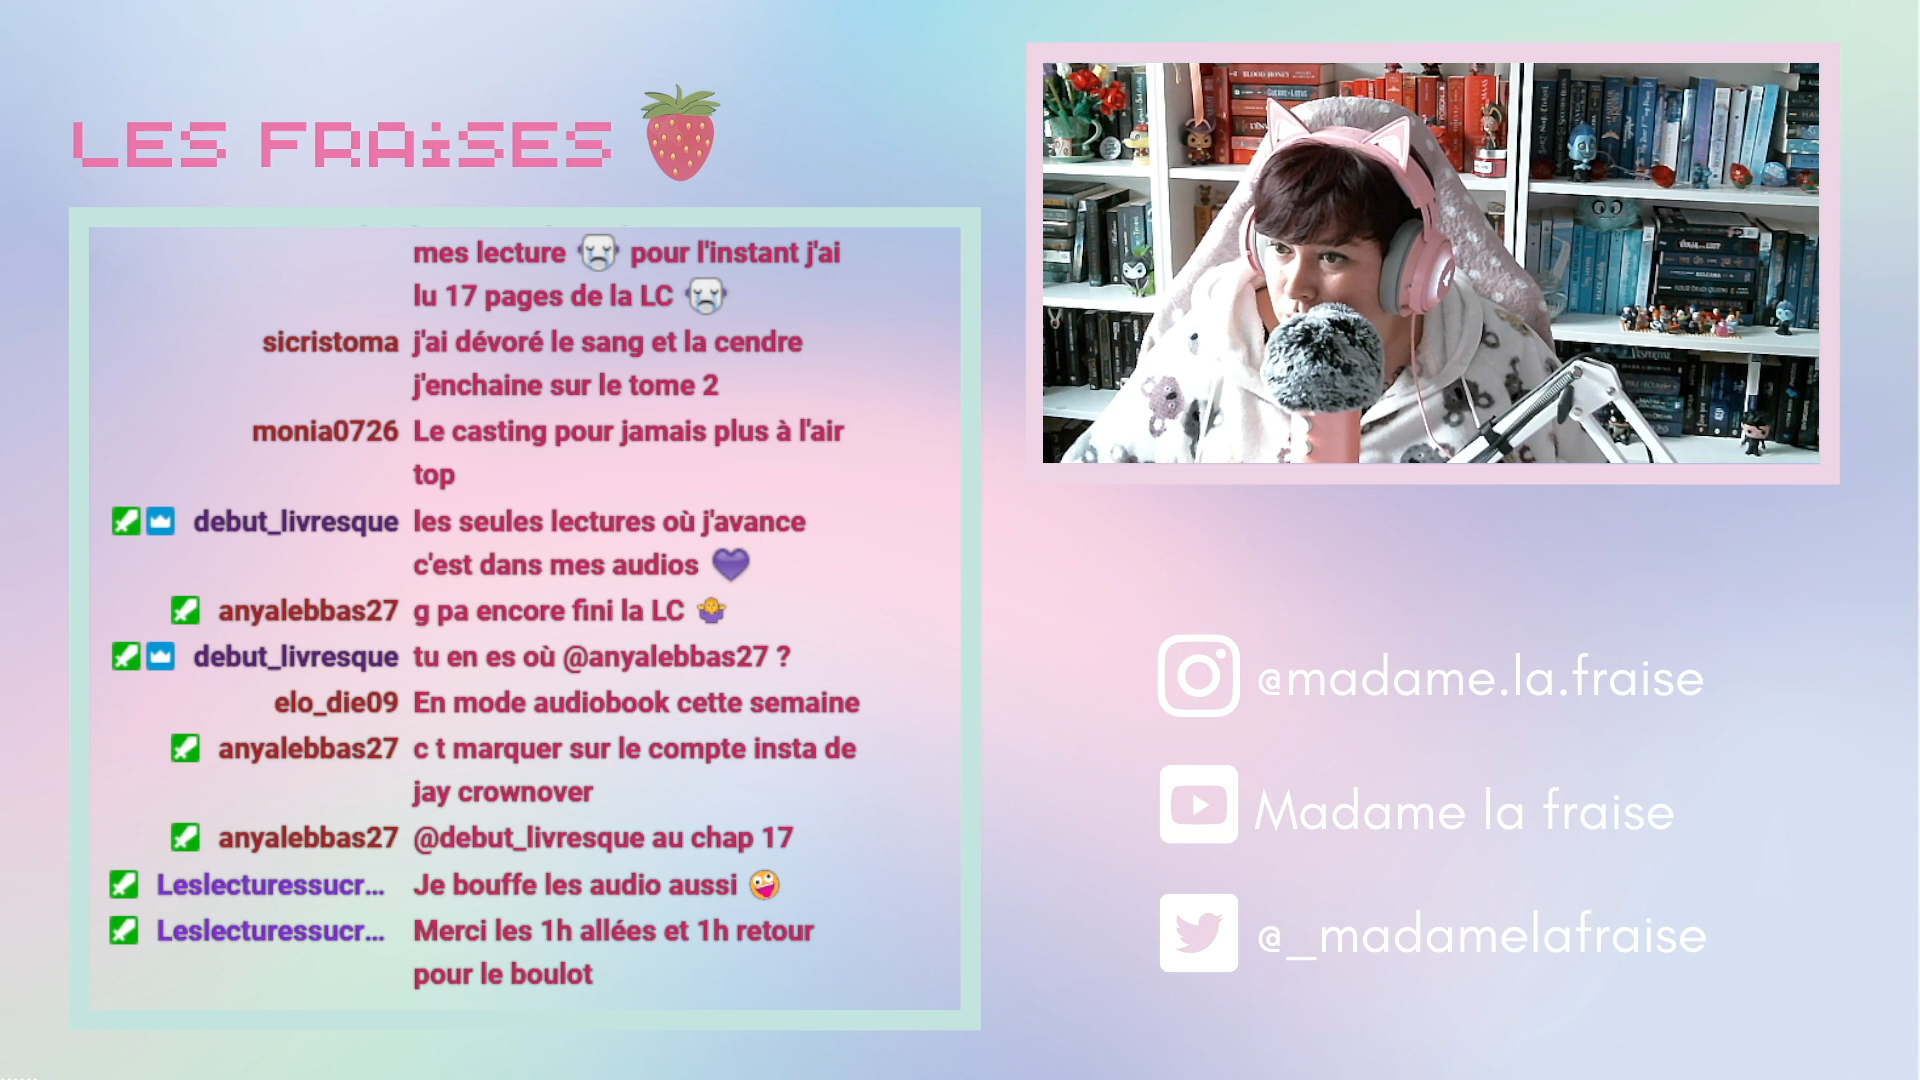 LES FRAiSES
mes lecture pour l'instant j'ai
lu 17 pages de la LC
sicristoma j'ai dévoré le sang et la cendre
j'enchaine sur le tome 2
monia0726 Le casting pour jamais plus à l'air
top
debut_livresque les seules lectures où j'avance
c'est dans mes audios
anyalebbas27 g pa encore fini la LC
debut_livresque tu en es où @anyalebbas27 ?
elo_die09 En mode audiobook cette semaine
anyalebbas27 c t marquer sur le compte insta de
jay crownover
anyalebbas27 @debut_livresque au chap 17
Leslecturessucr... Je bouffe les audio aussi
Leslecturessucr... Merci les 1h allées et 1h retour
pour le boulot
BLOOD HONEY
@madame.la.fraise
Madame la fraise
@_madamelafraise